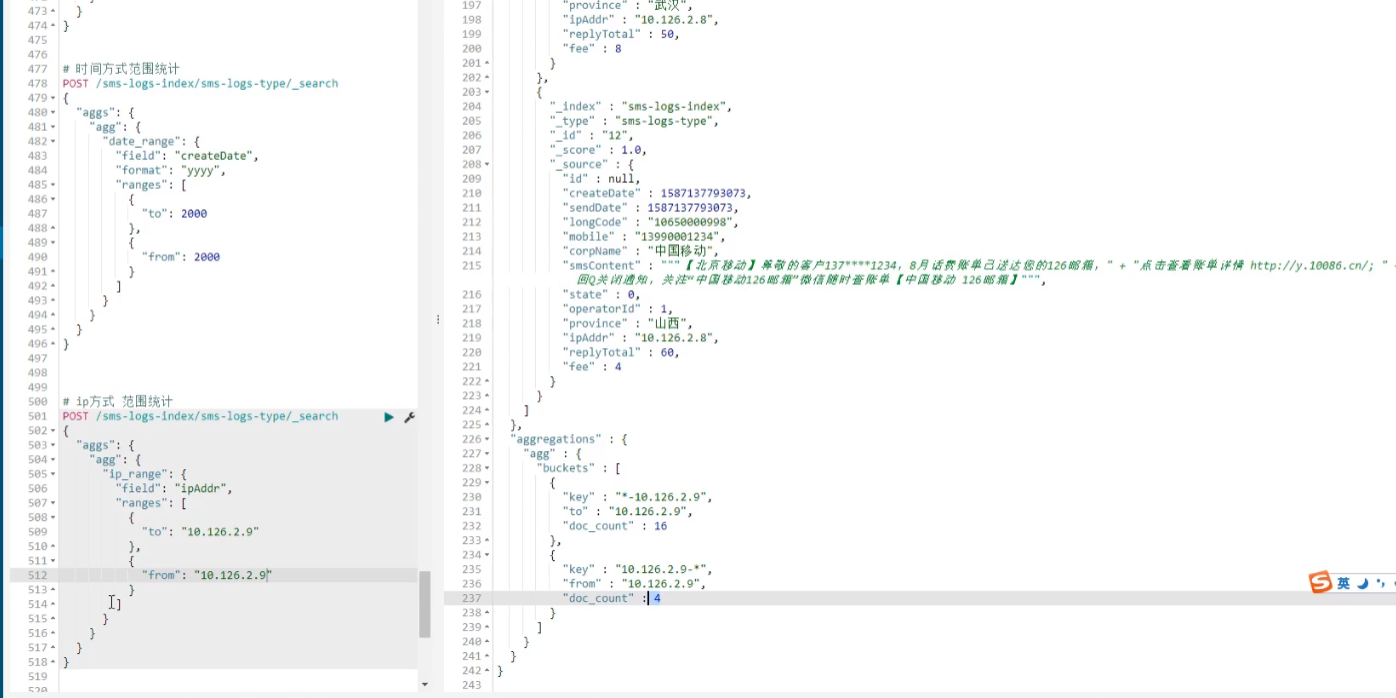 473 }
474 }
475
476
477 # 时间方式范围统计
478 POST /sms-logs-index/sms-logs-type/_search
479 {
480 "aggs": {
481 "agg": {
482 "date_range": {
483 "field": "createDate",
484 "format": "yyyy",
485 "ranges": [
486 {
487 "to": 2000
488 },
489 {
490 "from": 2000
491 }
492 ]
493 }
494 }
495 }
496 }
497
498
499
500 # ip方式 范围统计
501 POST /sms-logs-index/sms-logs-type/_search
502 {
503 "aggs": {
504 "agg": {
505 "ip_range": {
506 "field": "ipAddr",
507 "ranges": [
508 {
509 "to": "10.126.2.9"
510 },
511 {
512 "from": "10.126.2.9"
513 }
514 ]
515 }
516 }
517 }
518 }
519
520
197 "province" : "武汉",
198 "ipAddr" : "10.126.2.8",
199 "replyTotal" : 50,
200 "fee" : 8
201 }
202 },
203 {
204 "_index" : "sms-logs-index",
205 "_type" : "sms-logs-type",
206 "_id" : "12",
207 "_score" : 1.0,
208 "_source" : {
209 "id" : null,
210 "createDate" : 1587137793073,
211 "sendDate" : 1587137793073,
212 "longCode" : "10650000998",
213 "mobile" : "13990001234",
214 "corpName" : "中国移动",
215 "smsContent" : """【北京移动】尊敬的客户137****1234，8月话费账单已送达您的126邮箱，" + "点击查看账单详情 http://y.10086.cn/; "
回Q关闭通知，关注“中国移动126邮箱”微信随时查账单【中国移动 126邮箱】""",
216 "state" : 0,
217 "operatorId" : 1,
218 "province" : "山西",
219 "ipAddr" : "10.126.2.8",
220 "replyTotal" : 60,
221 "fee" : 4
222 }
223 }
224 ]
225 },
226 "aggregations" : {
227 "agg" : {
228 "buckets" : [
229 {
230 "key" : "*-10.126.2.9",
231 "to" : "10.126.2.9",
232 "doc_count" : 16
233 },
234 {
235 "key" : "10.126.2.9-*",
236 "from" : "10.126.2.9",
237 "doc_count" : 4
238 }
239 ]
240 }
241 }
242 }
243
S 英